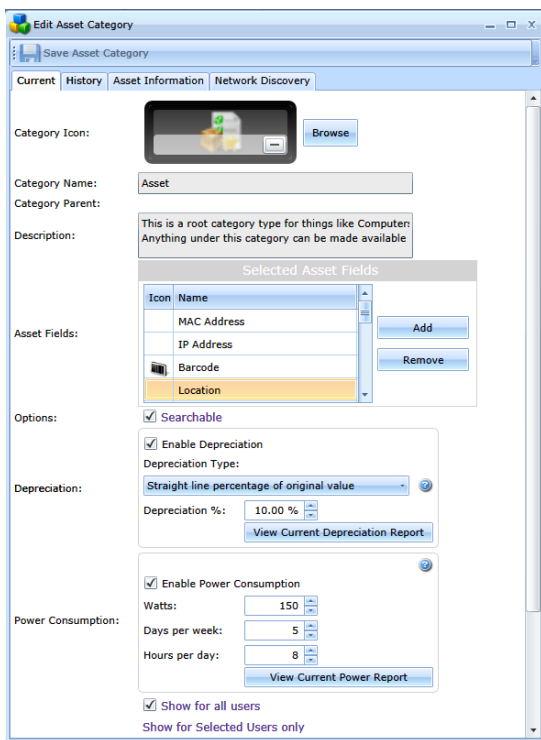 Edit Asset Category
Save Asset Category
Current History Asset Information Network Discovery
Category Icon:
Browse
Category Name: Asset
Category Parent:
Description: This is a root category type for things like Computers
Anything under this category can be made available
Selected Asset Fields
Icon Name
MAC Address
IP Address
Barcode
Location
Asset Fields:
Add
Remove
Options: Searchable
Enable Depreciation
Depreciation Type:
Depreciation: Straight line percentage of original value
Depreciation %: 10.00 %
View Current Depreciation Report
Enable Power Consumption
Watts: 150
Power Consumption:
Days per week: 5
Hours per day: 8
View Current Power Report
Show for all users
Show for Selected Users only